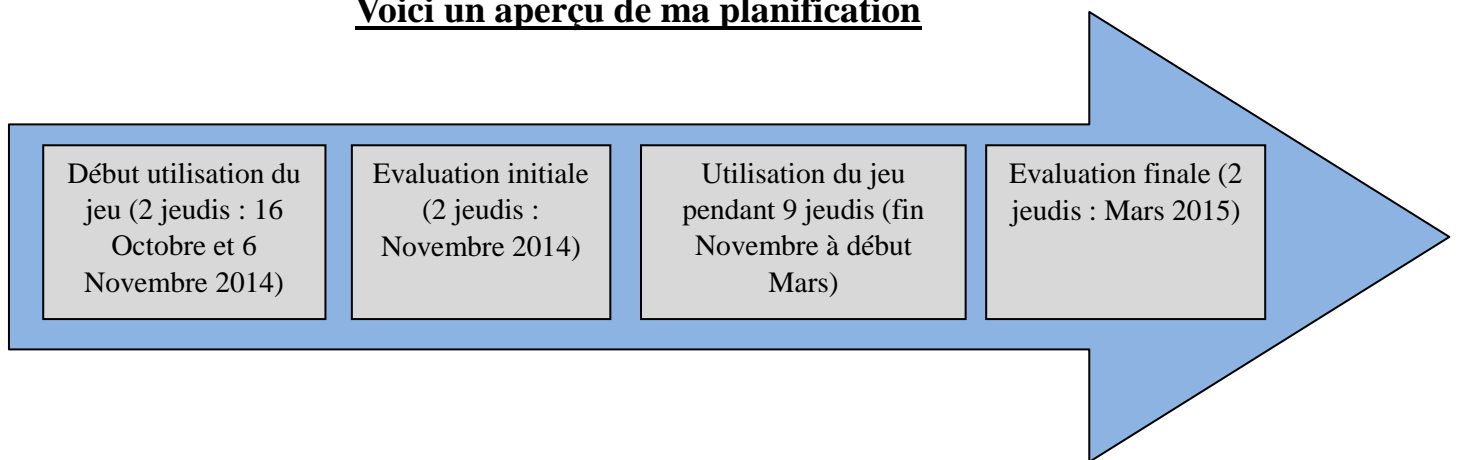 Voici un aperçu de ma planification
Début utilisation du
jeu (2 jeudis : 16
Octobre et 6
Novembre 2014)
Evaluation initiale
(2 jeudis :
Novembre 2014)
Utilisation du jeu
pendant 9 jeudis (fin
Novembre à début
Mars)
Evaluation finale (2
jeudis : Mars 2015)